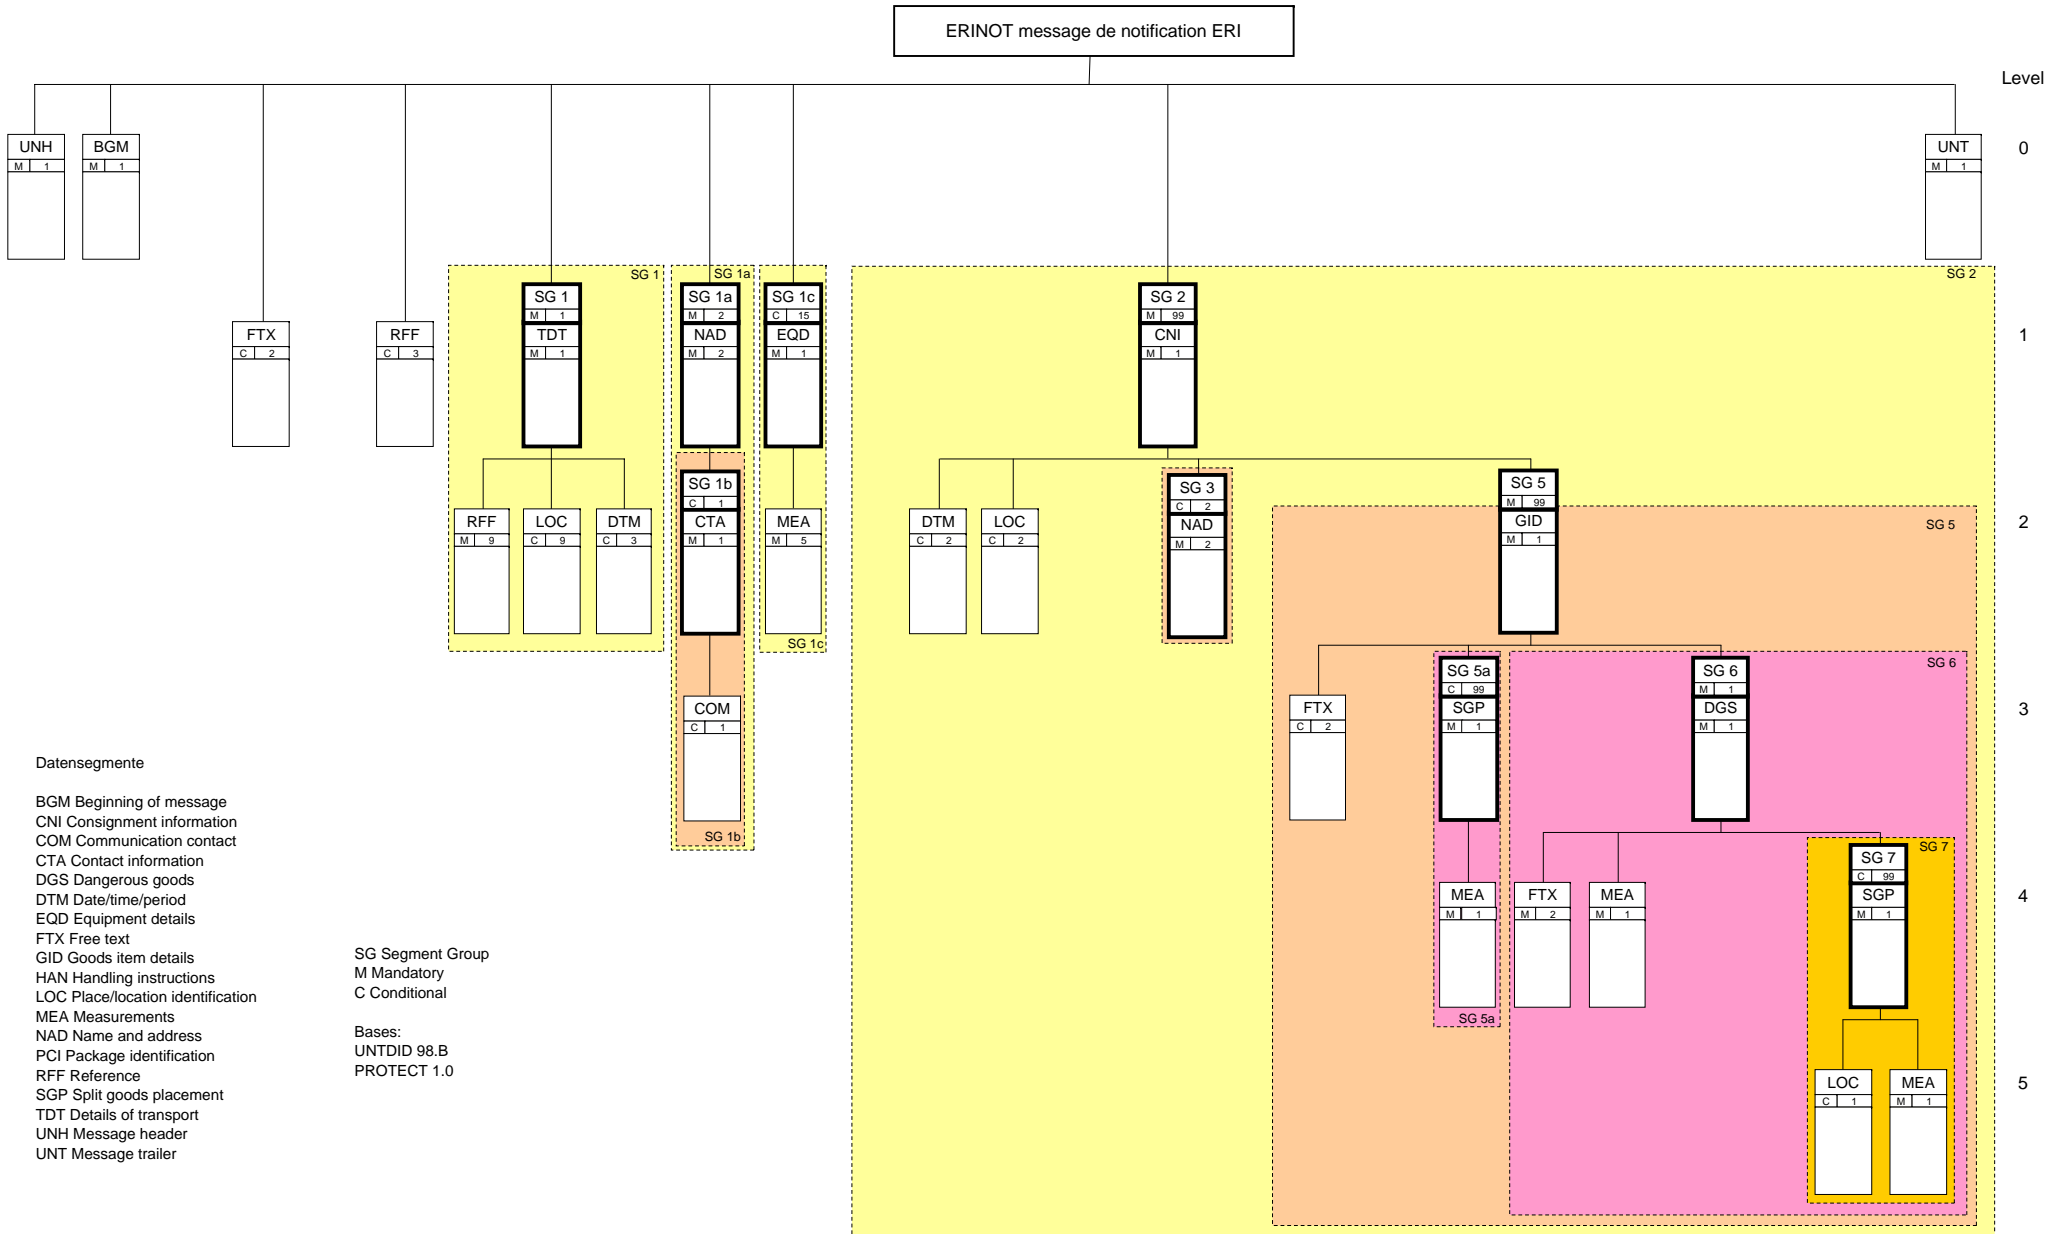 ERINOT message de notification ERI
Level
UNH
M 1
BGM
M 1
UNT
M 1
0
SG 1
SG 1a
SG 2
SG 1
M 1
SG 1a
M 2
SG 1c
C 15
SG 2
M 99
FTX
C 2
RFF
C 3
TDT
M 1
NAD
M 2
EQD
M 1
CNI
M 1
1
SG 1b
C 1
SG 3
C 2
SG 5
M 99
RFF
M 9
LOC
C 9
DTM
C 3
CTA
M 1
MEA
M 5
DTM
C 2
LOC
C 2
NAD
M 2
GID
M 1
SG 5
2
SG 1c
SG 5a
C 99
SG 6
M 1
SG 6
COM
C 1
FTX
C 2
SGP
M 1
DGS
M 1
3
SG 1b
SG 7
SG 7
C 99
MEA
M 1
FTX
M 2
MEA
M 1
SGP
M 1
4
SG 5a
LOC
C 1
MEA
M 1
5
Datensegmente
BGM Beginning of message
CNI Consignment information
COM Communication contact
CTA Contact information
DGS Dangerous goods
DTM Date/time/period
EQD Equipment details
FTX Free text
GID Goods item details
HAN Handling instructions
LOC Place/location identification
MEA Measurements
NAD Name and address
PCI Package identification
RFF Reference
SGP Split goods placement
TDT Details of transport
UNH Message header
UNT Message trailer
SG Segment Group
M Mandatory
C Conditional
Bases:
UNTDID 98.B
PROTECT 1.0